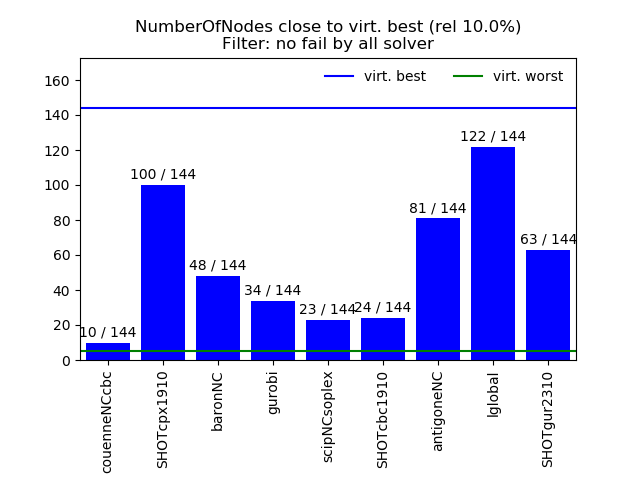 NumberOfNodes close to virt. best (rel 10.0%)
Filter: no fail by all solver
virt. best
virt. worst
160
140
120
100
80
60
40
20
0
10 / 144
100 / 144
48 / 144
34 / 144
23 / 144
24 / 144
81 / 144
122 / 144
63 / 144
couenneNCcbc
SHOTcpx1910
baronNC
gurobi
scipNCsoplex
SHOTcbc1910
antigoneNC
lglobal
SHOTgur2310